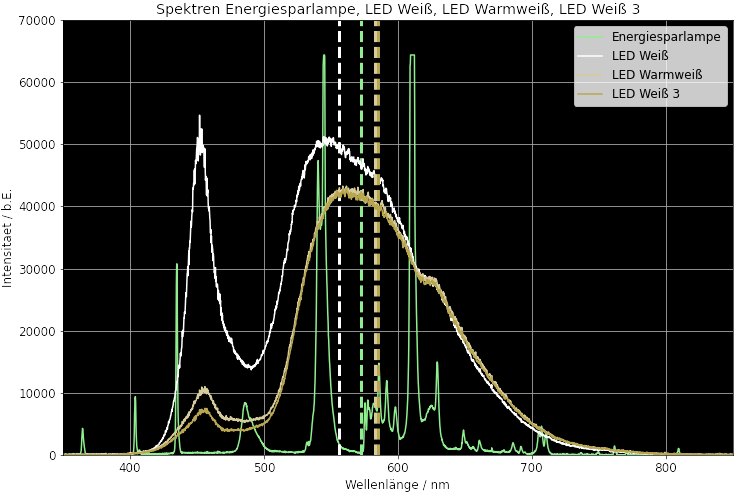 Spektren Energiesparlampe, LED Weiß, LED Warmweiß, LED Weiß 3
70000
60000
50000
40000
30000
20000
10000
0
Intensitaet / b.E.
Energiesparlampe
LED Weiß
LED Warmweiß
LED Weiß 3
400 500 600 700 800
Wellenlänge / nm